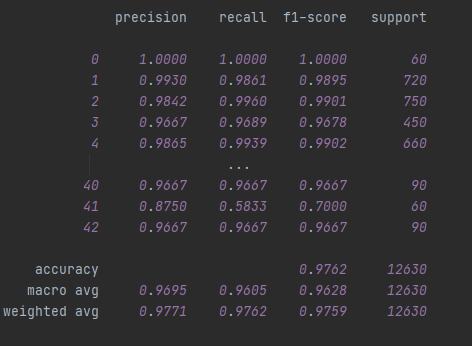 precision recall f1-score support
0 1.0000 1.0000 1.0000 60
1 0.9930 0.9861 0.9895 720
2 0.9842 0.9960 0.9901 750
3 0.9667 0.9689 0.9678 450
4 0.9865 0.9939 0.9902 660
...
40 0.9667 0.9667 0.9667 90
41 0.8750 0.5833 0.7000 60
42 0.9667 0.9667 0.9667 90
accuracy 0.9762 12630
macro avg 0.9695 0.9605 0.9628 12630
weighted avg 0.9771 0.9762 0.9759 12630